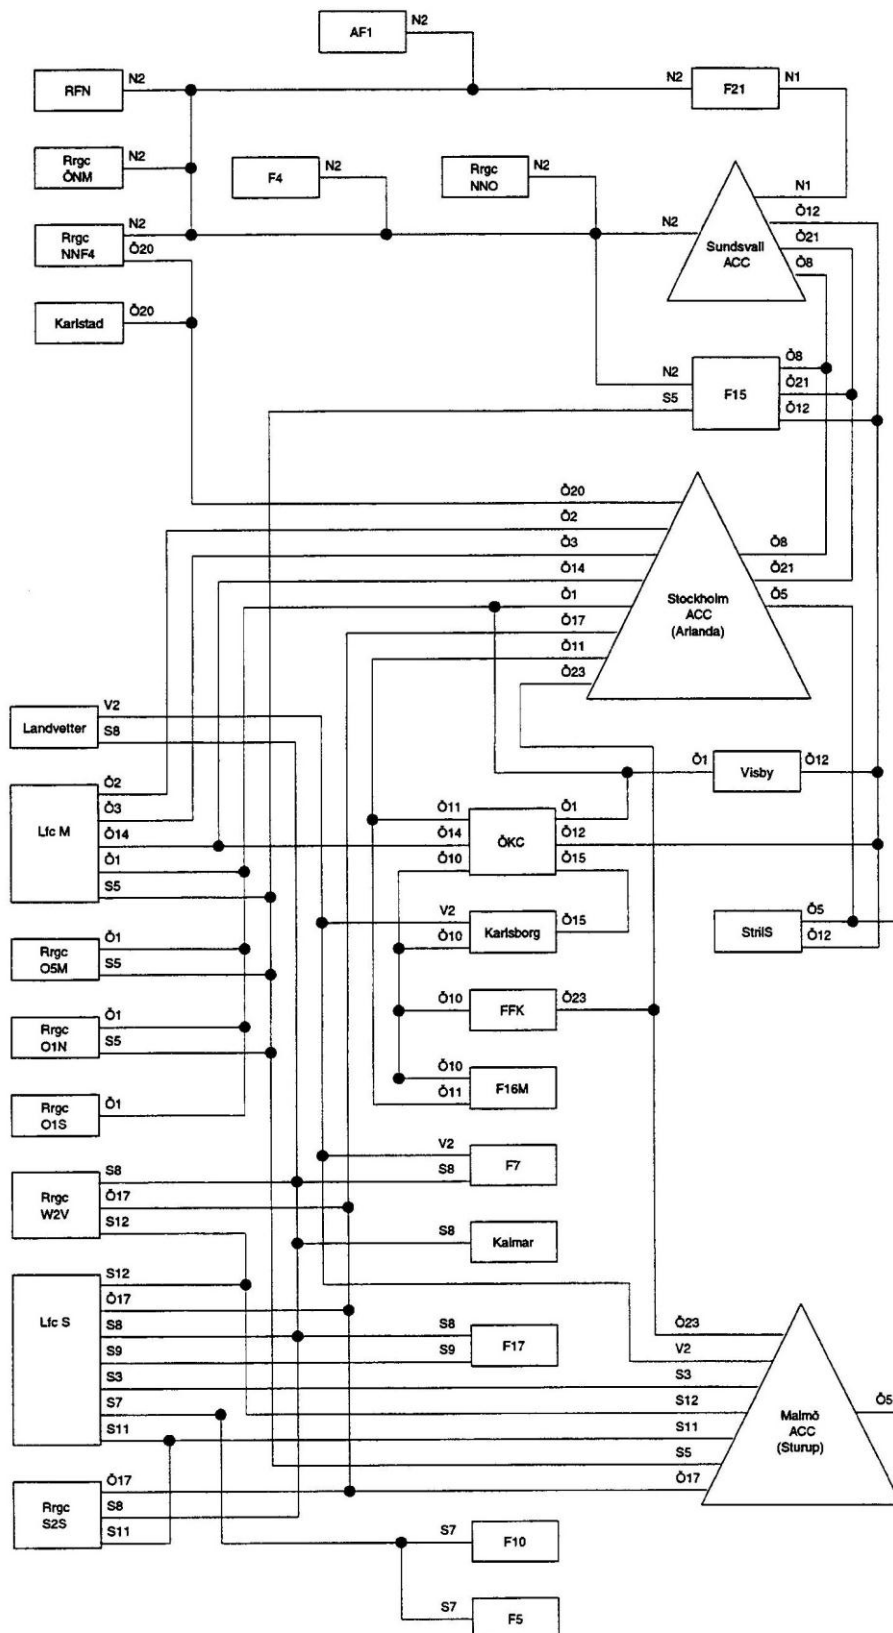 AF1 N2
RFN N2
N2 F21 N1
Rrgc
ÖNM
N2
F4 N2
Rrgc
NNO
N2
Rrgc
NNF4
N2
Ö20
N2
Sundsvall
ACC
N1
Ö12
Ö21
Ö8
Karlstad Ö20
N2
S5
F15
Ö8
Ö21
Ö12
Ö20
Ö2
Ö3
Ö14
Ö1
Ö17
Ö11
Ö23
Stockholm
ACC
(Arlanda)
Ö8
Ö21
Ö5
Landvetter
V2
S8
Ö1 Visby Ö12
Lfc M
Ö2
Ö3
Ö14
Ö1
S5
Ö11
Ö14
Ö10
ÖKC
Ö1
Ö12
Ö15
V2
Ö10
Karlsborg
Ö15
StrilS
Ö5
Ö12
Rrgc
O5M
Ö1
S5
Ö10 FFK Ö23
Rrgc
O1N
Ö1
S5
Ö10
Ö11
F16M
Rrgc
O1S
Ö1
V2
S8
F7
Rrgc
W2V
S8
Ö17
S12
S8 Kalmar
Lfc S
S12
Ö17
S8
S9
S3
S7
S11
S8
S9
F17
Ö23
V2
S3
S12
S11
S5
Ö17
Malmö
ACC
(Sturup)
Ö5
Rrgc
S2S
Ö17
S8
S11
S7 F10
S7 F5